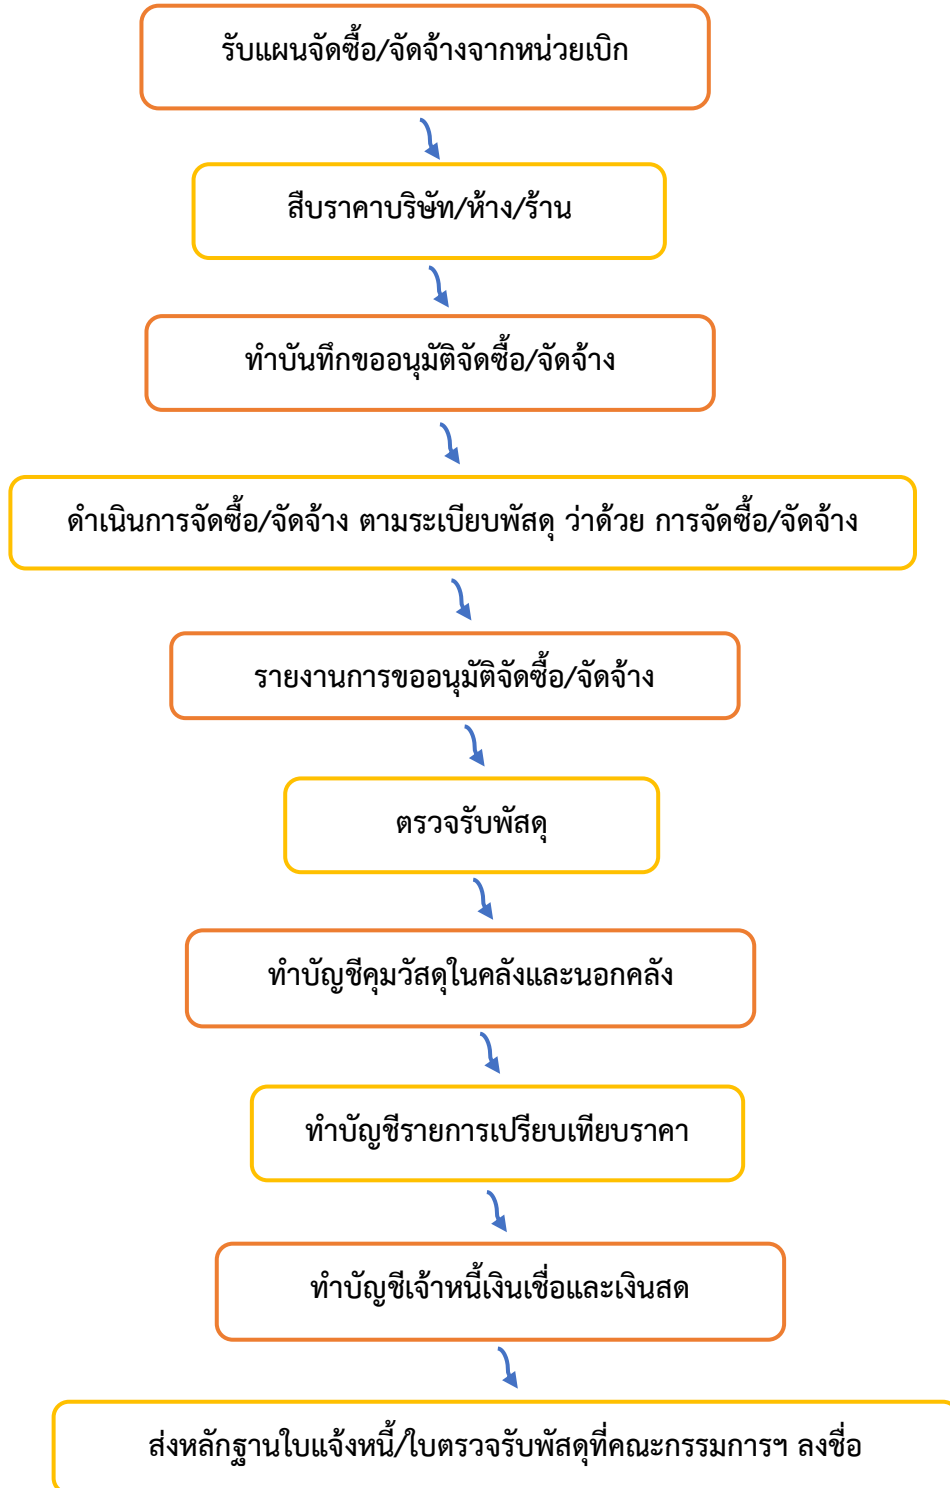 รับแผนจัดซื้อ/จัดจ้างจากหน่วยเบิก
สืบราคาบริษัท/ห้าง/ร้าน
ทำบันทึกขออนุมัติจัดซื้อ/จัดจ้าง
ดำเนินการจัดซื้อ/จัดจ้าง ตามระเบียบพัสดุ ว่าด้วย การจัดซื้อ/จัดจ้าง
รายงานการขออนุมัติจัดซื้อ/จัดจ้าง
ตรวจรับพัสดุ
ทำบัญชีคุมวัสดุในคลังและนอกคลัง
ทำบัญชีรายการเปรียบเทียบราคา
ทำบัญชีเจ้าหนี้เงินเชื่อและเงินสด
ส่งหลักฐานใบแจ้งหนี้/ใบตรวจรับพัสดุที่คณะกรรมการฯ ลงชื่อ